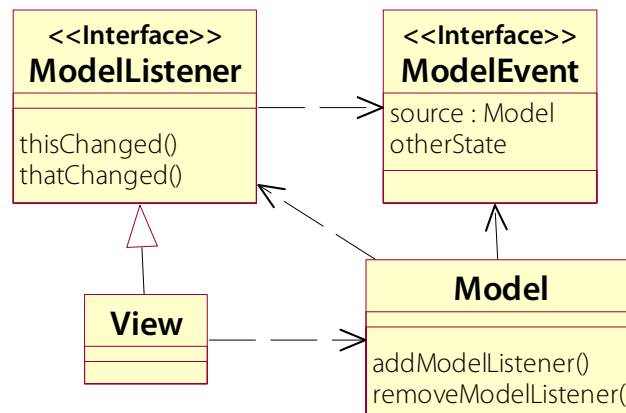 <<Interface>>
ModelListener
thisChanged()
thatChanged()
<<Interface>>
ModelEvent
source : Model
otherState
View
Model
addModelListener()
removeModelListener(